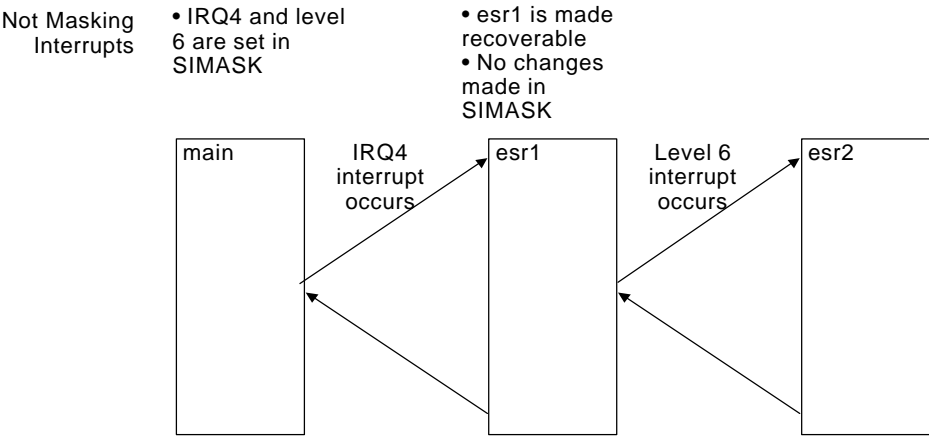 Not Masking
Interrupts
• IRQ4 and level
6 are set in
SIMASK
• esr1 is made
recoverable
• No changes
made in
SIMASK
main
IRQ4
interrupt
occurs
esr1
Level 6
interrupt
occurs
esr2